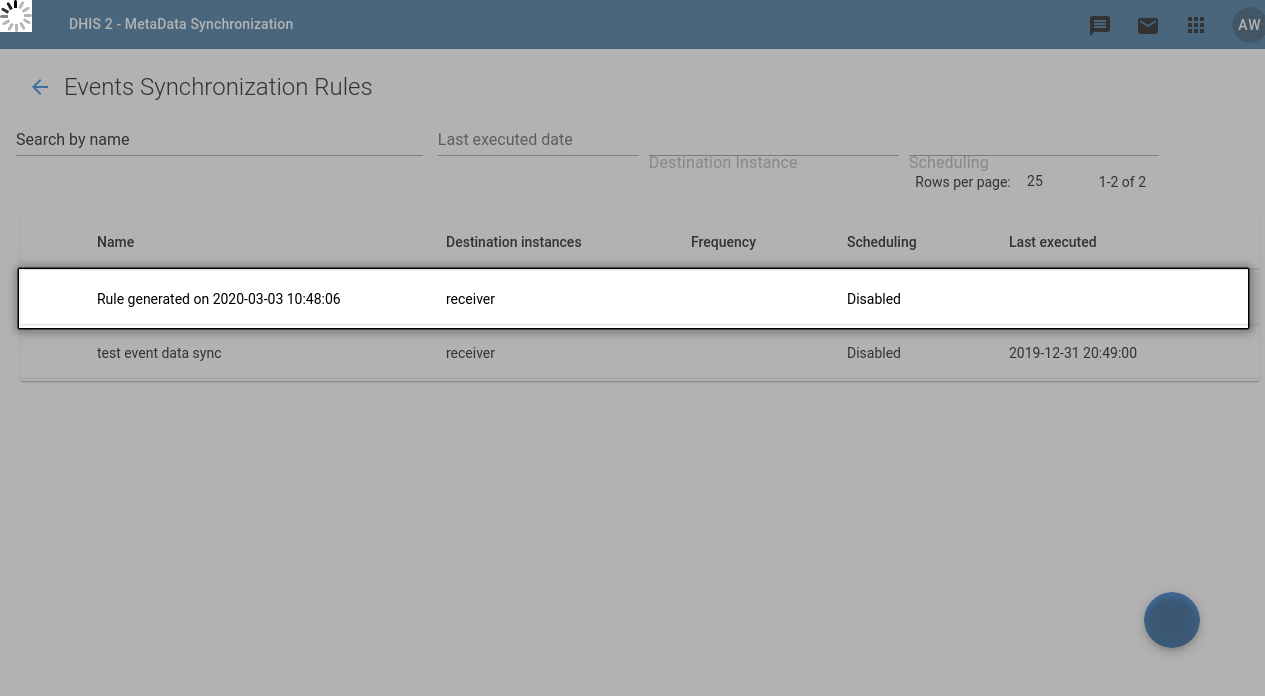 DHIS 2 - MetaData Synchronization
AW
Events Synchronization Rules
Search by name
Last executed date
Destination Instance
Scheduling
Rows per page: 25 1-2 of 2
Name Destination instances Frequency Scheduling Last executed
Rule generated on 2020-03-03 10:48:06 receiver Disabled
test event data sync receiver Disabled 2019-12-31 20:49:00